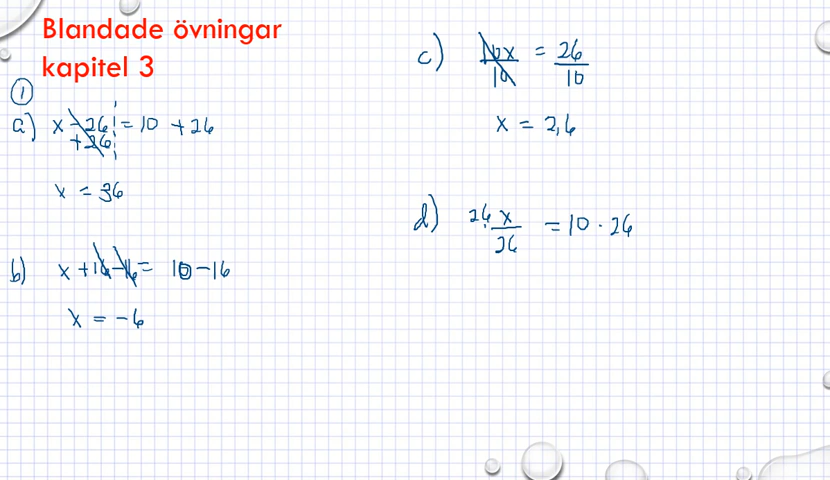 Blandade övningar
kapitel 3
1
a) x - 26 = 10 + 26
+ 26
x = 36
b) x + 16 - 16 = 10 - 16
x = -6
c) 10x/10 = 26/10
x = 2,6
d) 26 · x/26 = 10 · 26